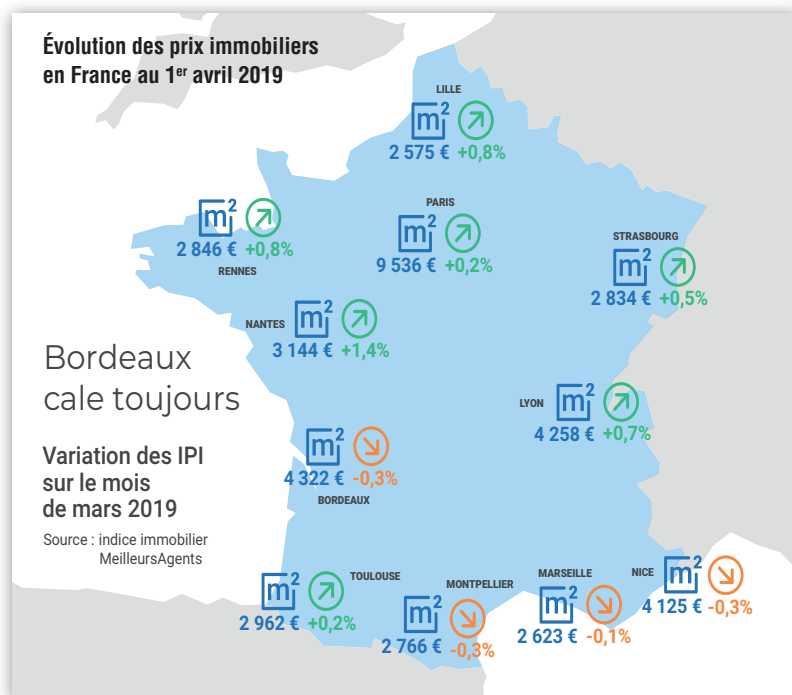 Évolution des prix immobiliers
en France au 1er avril 2019
LILLE
m2
2 575 € +0,8%
PARIS
m2
9 536 € +0,2%
m2
2 846 € +0,8%
RENNES
STRASBOURG
m2
2 834 € +0,5%
NANTES
m2
3 144 € +1,4%
Bordeaux
cale toujours
LYON
m2
4 258 € +0,7%
m2
4 322 € -0,3%
BORDEAUX
Variation des IPI
sur le mois
de mars 2019
Source : indice immobilier
MeilleursAgents
TOULOUSE
m2
2 962 € +0,2%
MONTPELLIER
m2
2 766 € -0,3%
MARSEILLE
m2
2 623 € -0,1%
NICE
m2
4 125 € -0,3%